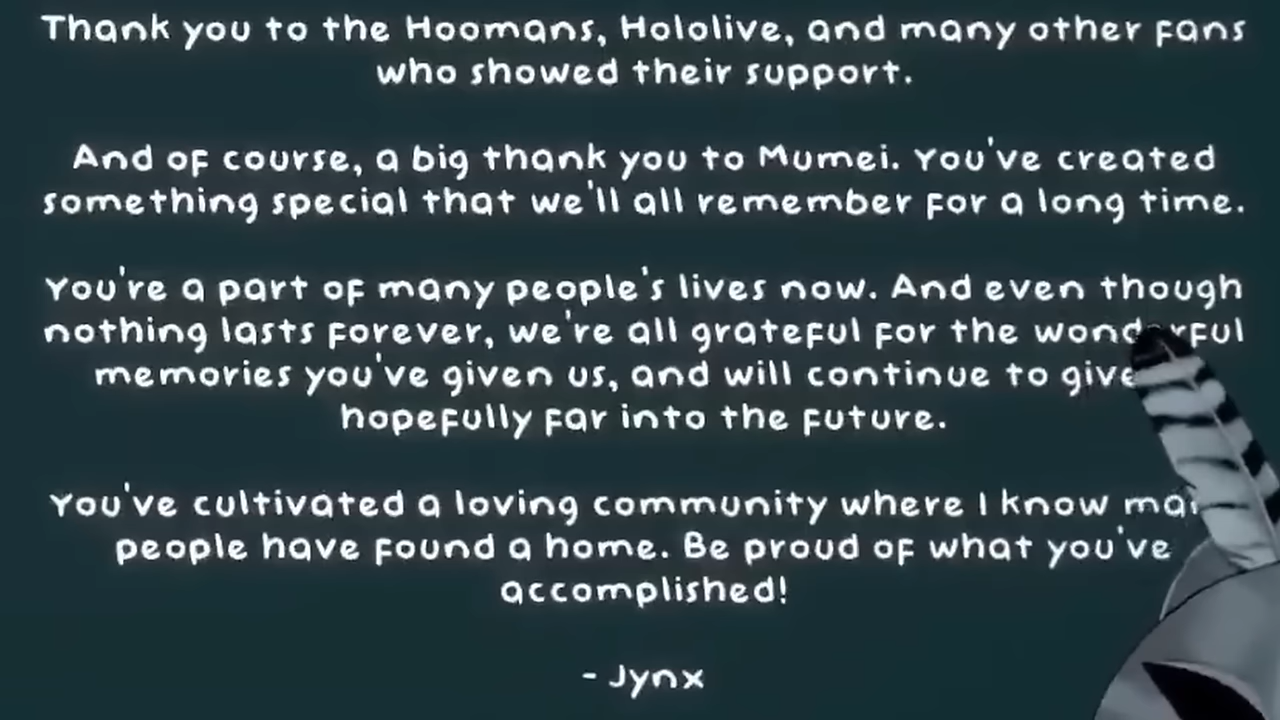 Thank you to the Hoomans, Hololive, and many other fans
who showed their support.
And of course, a big thank you to Mumei. You've created
something special that we'll all remember for a long time.
You're a part of many people's lives now. And even though
nothing lasts forever, we're all grateful for the wonderful
memories you've given us, and will continue to give
hopefully far into the future.
You've cultivated a loving community where I know
people have found a home. Be proud of what you've
accomplished!
- Jynx